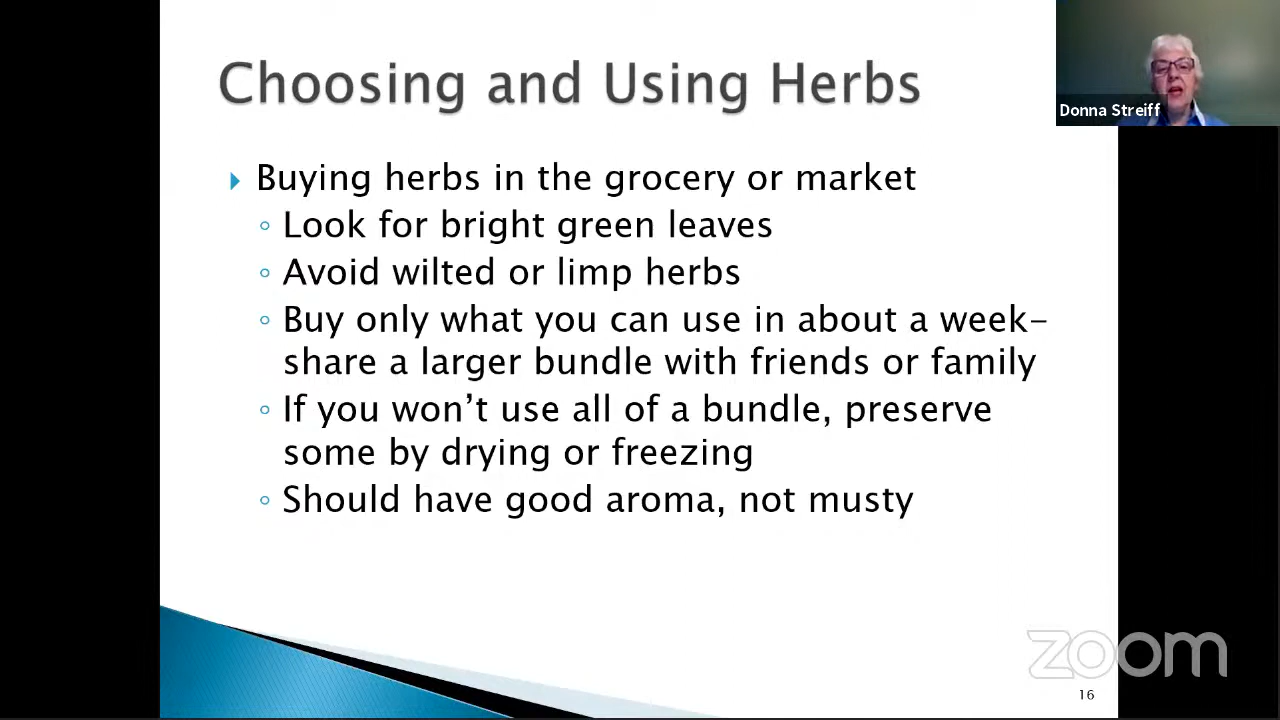 Choosing and Using Herbs
Donna Streiff
Buying herbs in the grocery or market
Look for bright green leaves
Avoid wilted or limp herbs
Buy only what you can use in about a week-
share a larger bundle with friends or family
If you won’t use all of a bundle, preserve
some by drying or freezing
Should have good aroma, not musty
zoom
16